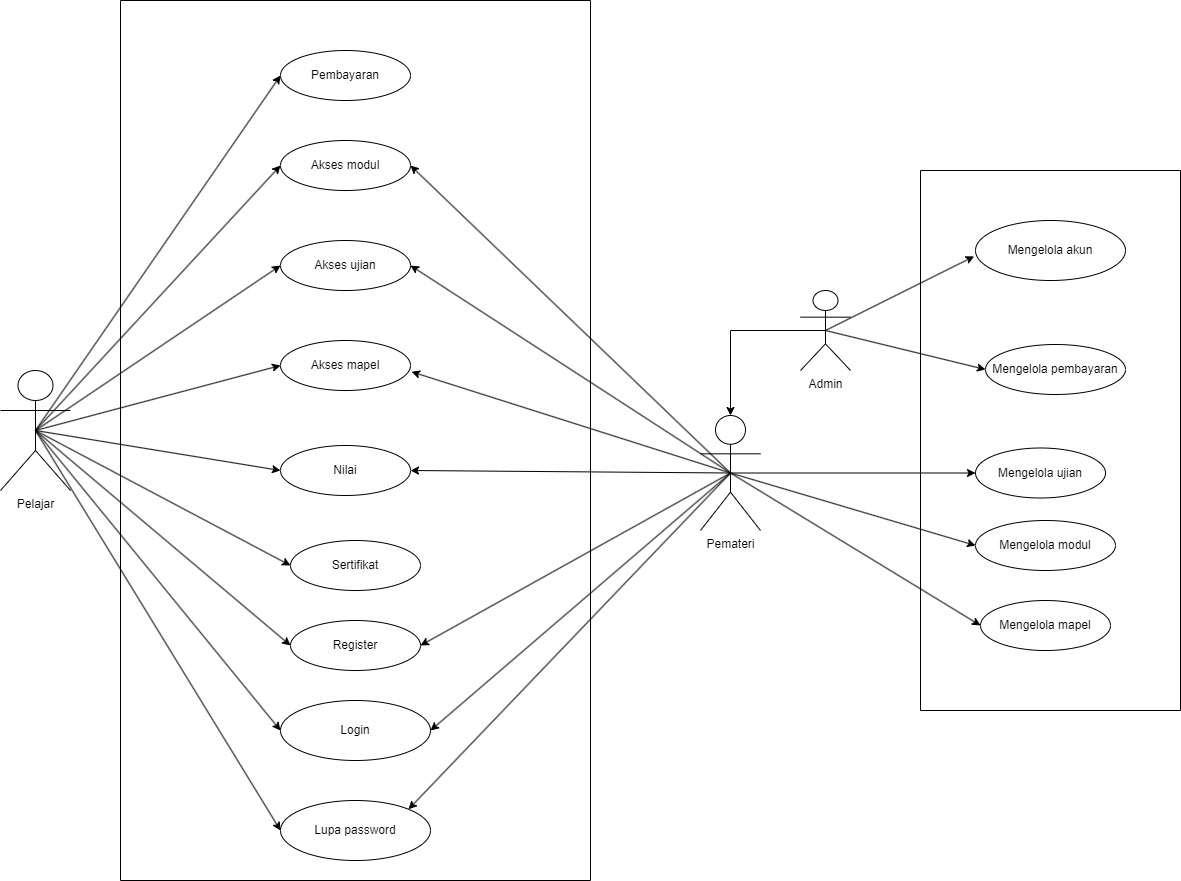 Pembayaran
Akses modul
Akses ujian
Akses mapel
Nilai
Sertifikat
Register
Login
Lupa password
Pelajar
Pemateri
Admin
Mengelola akun
Mengelola pembayaran
Mengelola ujian
Mengelola modul
Mengelola mapel